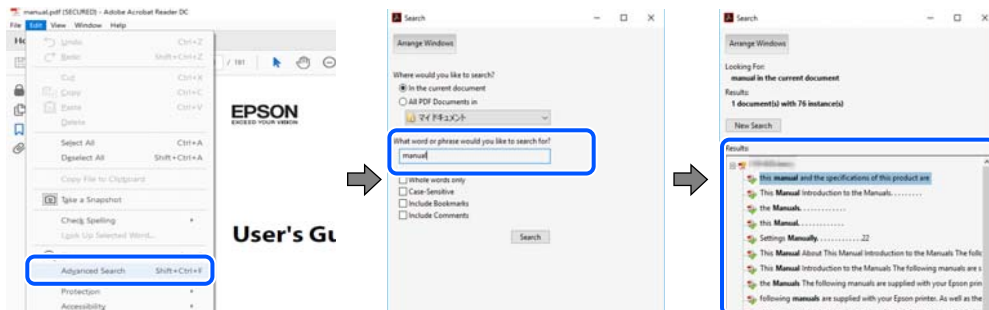 manual.pdf (SECURED) - Adobe Acrobat Reader DC
File Edit View Window Help
Undo Ctrl+Z
Redo Shift+Ctrl+Z
/ 181
Cut Ctrl+X
Copy Ctrl+C
Paste Ctrl+V
Delete
Select All Ctrl+A
Deselect All Shift+Ctrl+A
Copy File to Clipboard
Take a Snapshot
Check Spelling
Look Up Selected Word...
Advanced Search Shift+Ctrl+F
Protection
Accessibility
EPSON
EXCEED YOUR VISION
User's Gu
Search
Arrange Windows
Where would you like to search?
In the current document
All PDF Documents in
マイ ドキュメント
What word or phrase would you like to search for?
manual
Whole words only
Case-Sensitive
Include Bookmarks
Include Comments
Search
Search
Arrange Windows
Looking For:
manual in the current document
Results:
1 document(s) with 76 instance(s)
New Search
Results:
this manual and the specifications of this product are
This Manual Introduction to the Manuals. . . . . . . . .
the Manuals. . . . . . . . . . . . .
this Manual. . . . . . . . . . . . .
Settings Manually. . . . . . . . . . . . .22
This Manual About This Manual Introduction to the Manuals The follo
This Manual Introduction to the Manuals The following manuals are s
the Manuals The following manuals are supplied with your Epson prin
following manuals are supplied with your Epson printer. As well as the